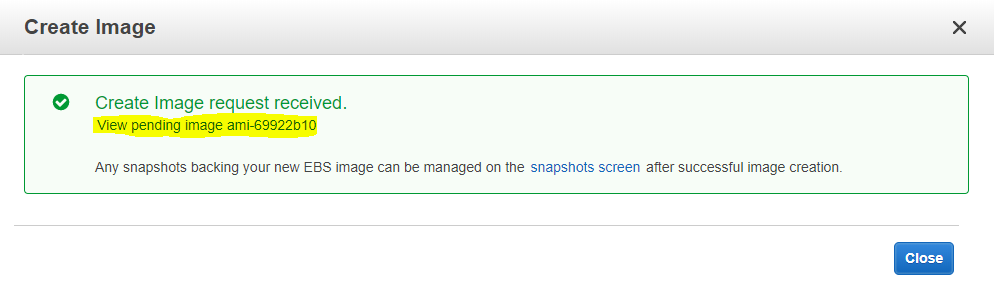 Create Image
Create Image request received.
View pending image ami-69922b10
Any snapshots backing your new EBS image can be managed on the snapshots screen after successful image creation.
Close